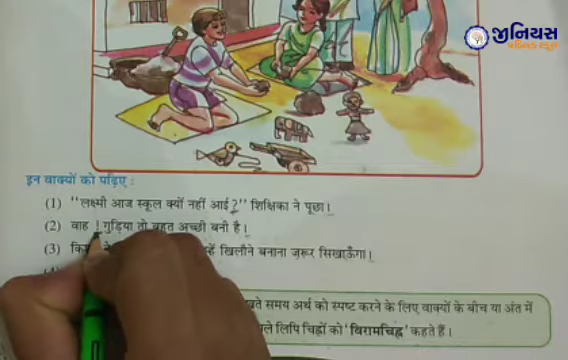 जीनियस
इन वाक्यों को पढ़िए :
(1) "लक्ष्मी आज स्कूल क्यों नहीं आई ?" शिक्षिका ने पूछा।
(2) वाह ! गुड़िया तो बहुत अच्छी बनी है।
(3) खिलौने बनाना ज़रूर सिखाऊँगा।
समय अर्थ को स्पष्ट करने के लिए वाक्यों के बीच या अंत में
लिपि चिह्नों को 'विरामचिह्न' कहते हैं।